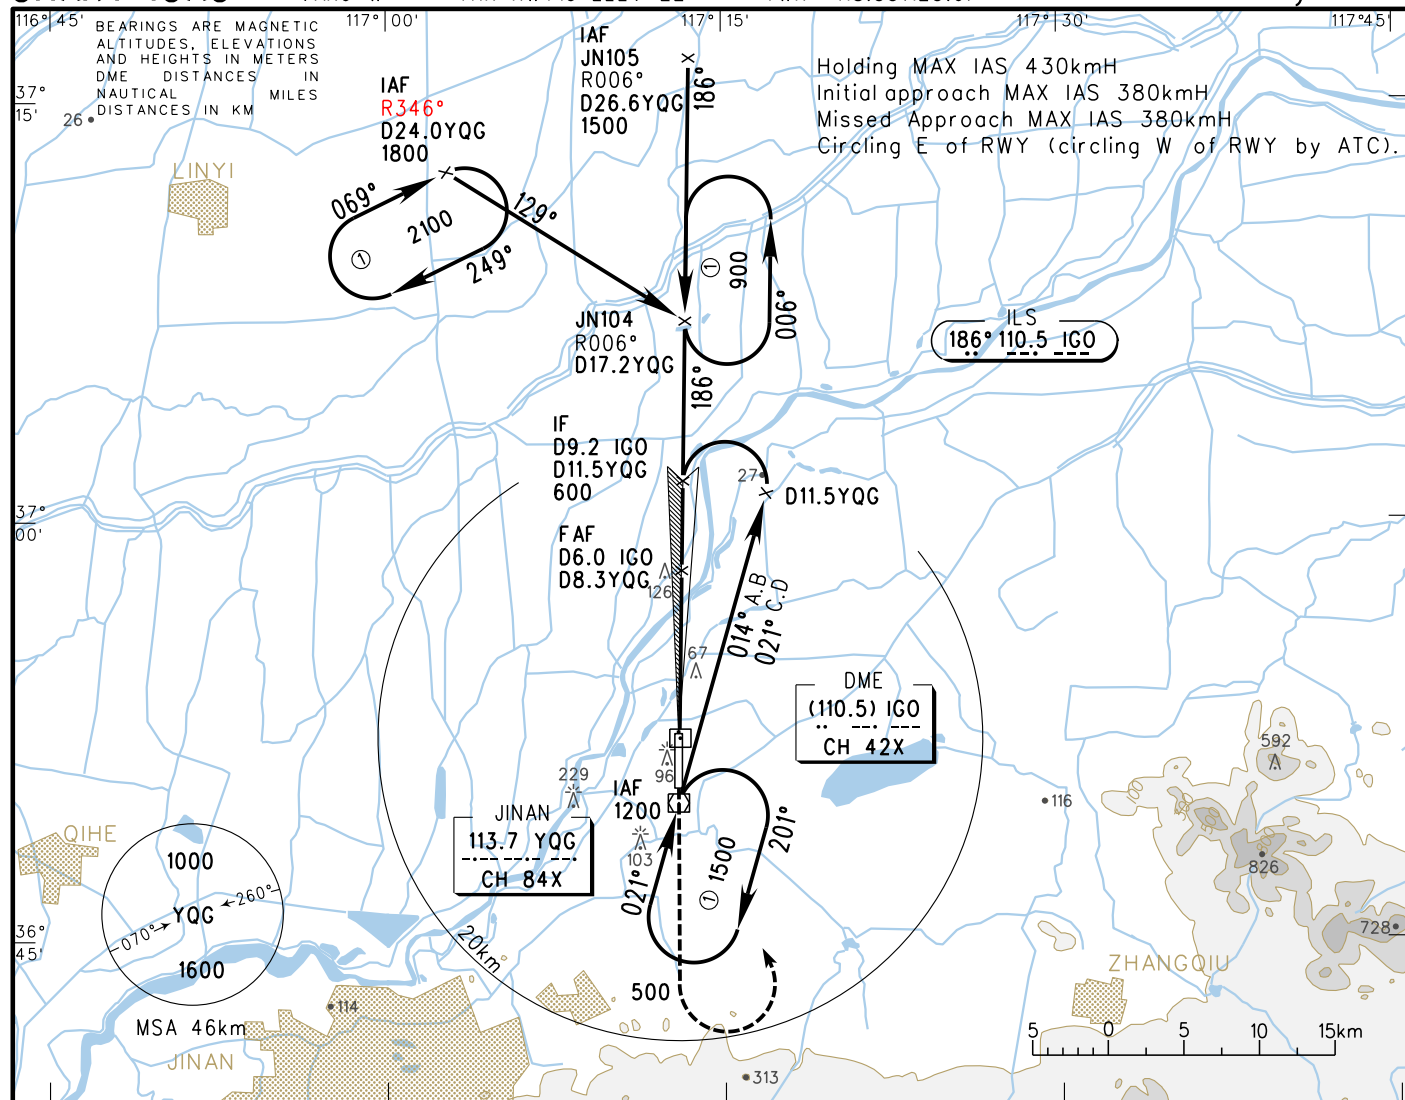 116°45'
117°00'
117°15'
117°30'
117°45'
BEARINGS ARE MAGNETIC
ALTITUDES, ELEVATIONS
AND HEIGHTS IN METERS
DME DISTANCES IN
NAUTICAL MILES
DISTANCES IN KM
37°
15'
26
LINYI
IAF
R346°
D24.0YQG
1800
IAF
JN105
R006°
D26.6YQG
1500
186°
Holding MAX IAS 430kmH
Initial approach MAX IAS 380kmH
Missed Approach MAX IAS 380kmH
Circling E of RWY (circling W of RWY by ATC).
069°
2100
249°
1
129°
1
900
006°
JN104
R006°
D17.2YQG
186°
ILS
186° 110.5 IGO
IF
D9.2 IGO
D11.5YQG
600
27
D11.5YQG
37°
00'
FAF
D6.0 IGO
D8.3YQG
126
014° A.B
021° C.D
67
DME
(110.5) IGO
CH 42X
592
100
500
116
229
96
IAF
1200
JINAN
113.7 YQG
CH 84X
103
021°
1 1500
201°
826
728
QIHE
1000
YQG
260°
070°
1600
MSA 46km
36°
45'
20km
500
ZHANGQIU
114
JINAN
313
5 0 5 10 15km